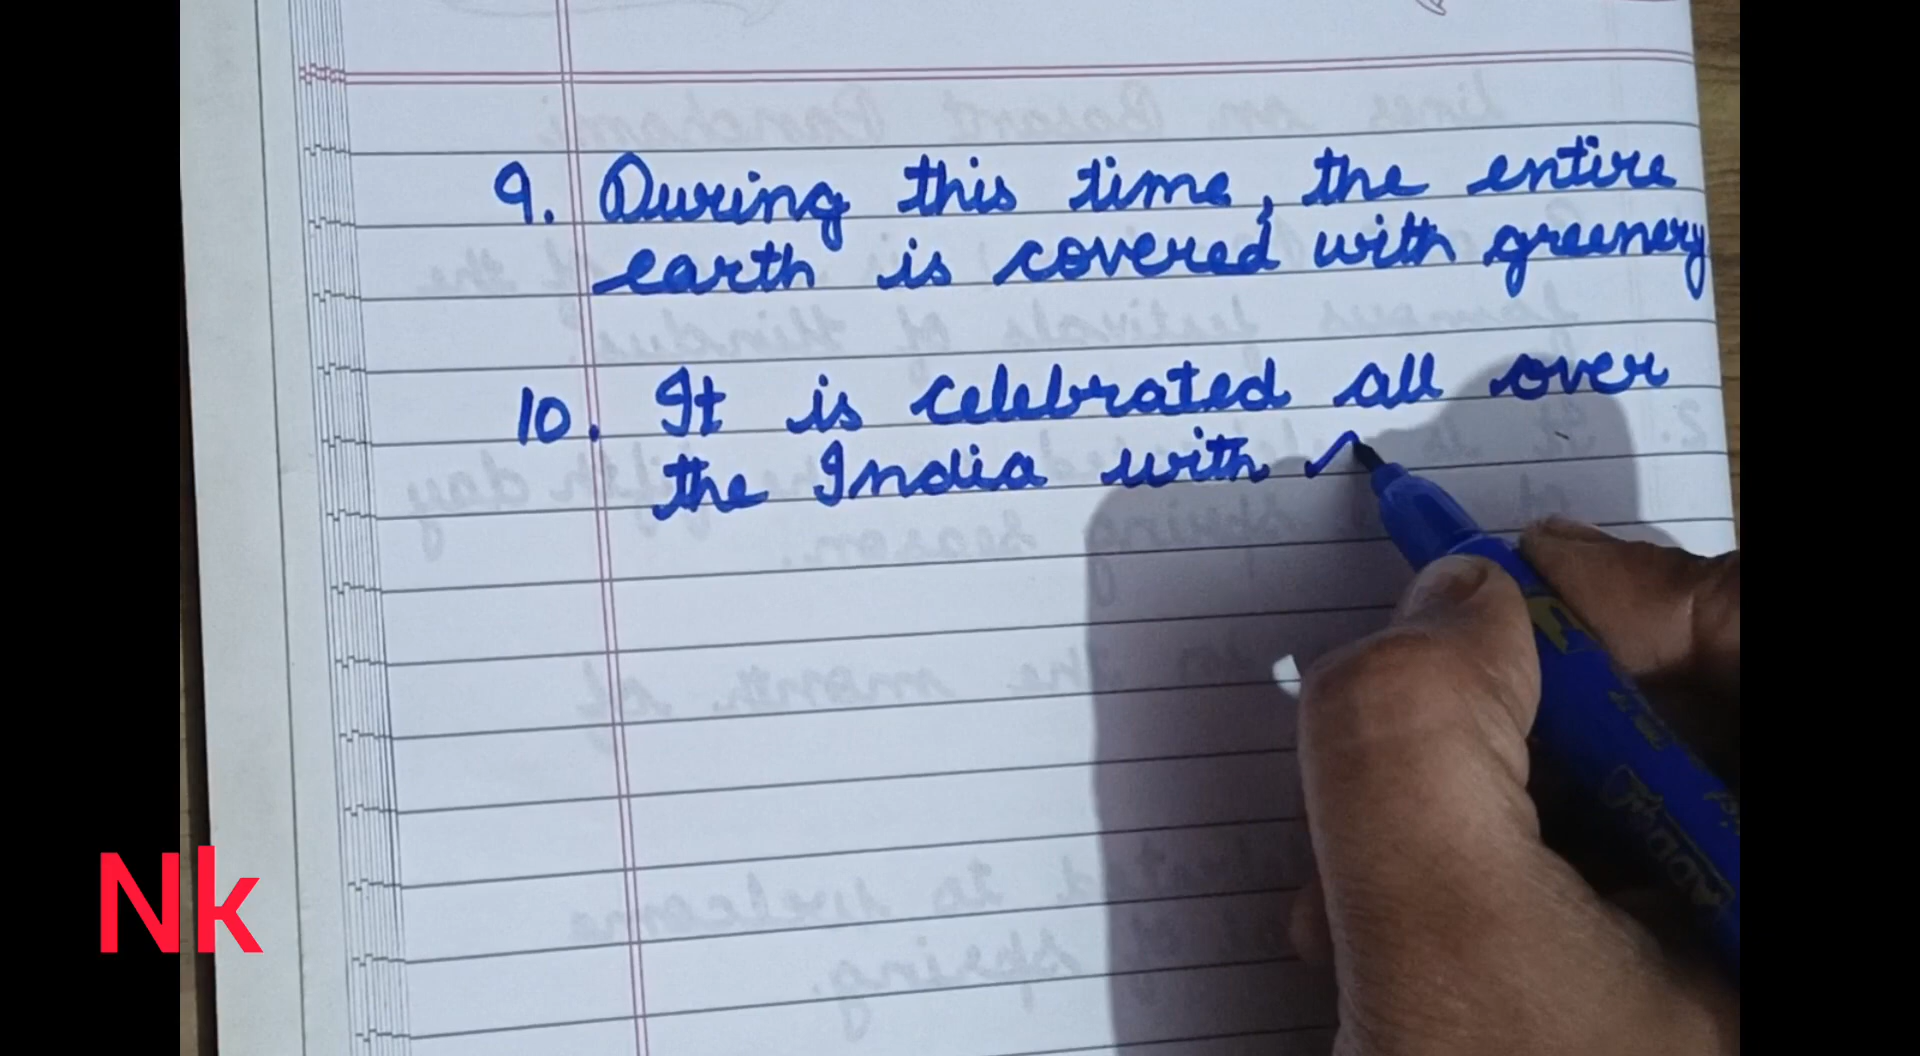 9. During this time, the entire
earth is covered with greenery
10. It is celebrated all over
the India with
Nk